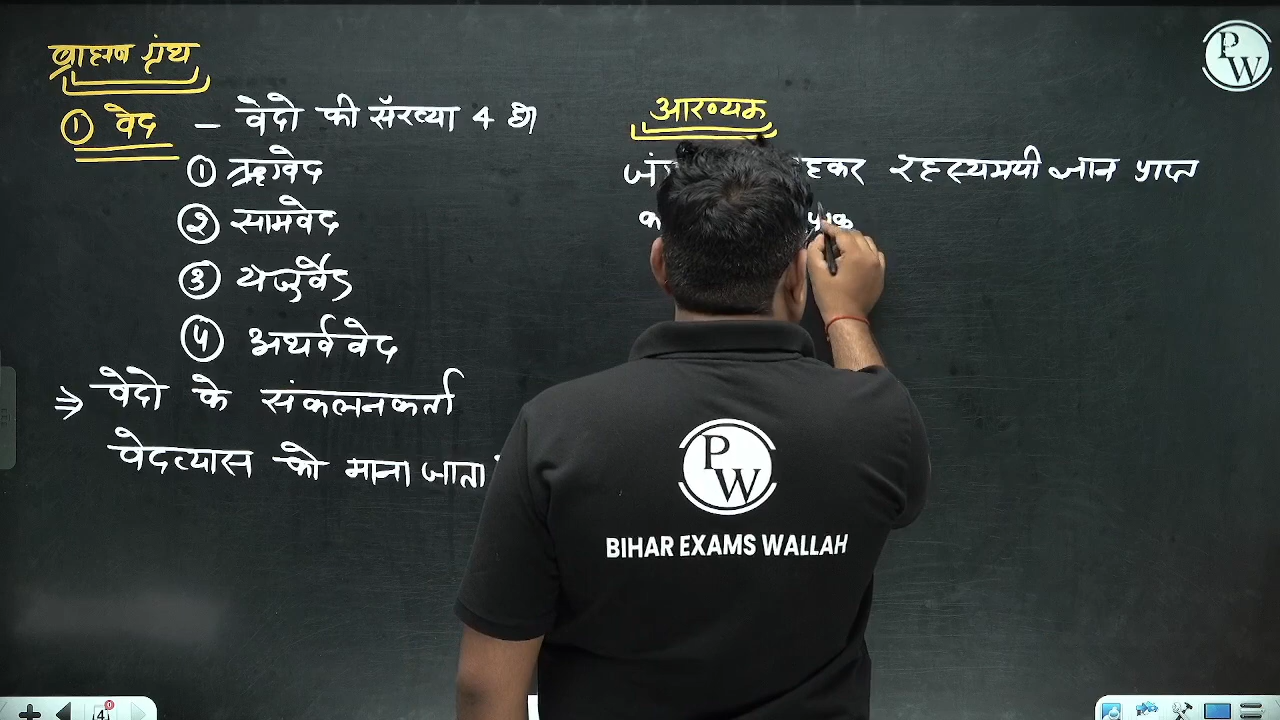 ब्राह्मण ग्रंथ
① वेद - वेदो की संख्या 4 थी
① ऋग्वेद
② सामवेद
③ यजुर्वेद
④ अथर्ववेद
⇒ वेदो के संकलनकर्ता
वेदव्यास को माना जाता
आरण्यक
रहस्यमयी ज्ञान प्राप्त
PW
PW
BIHAR EXAMS WALLAH